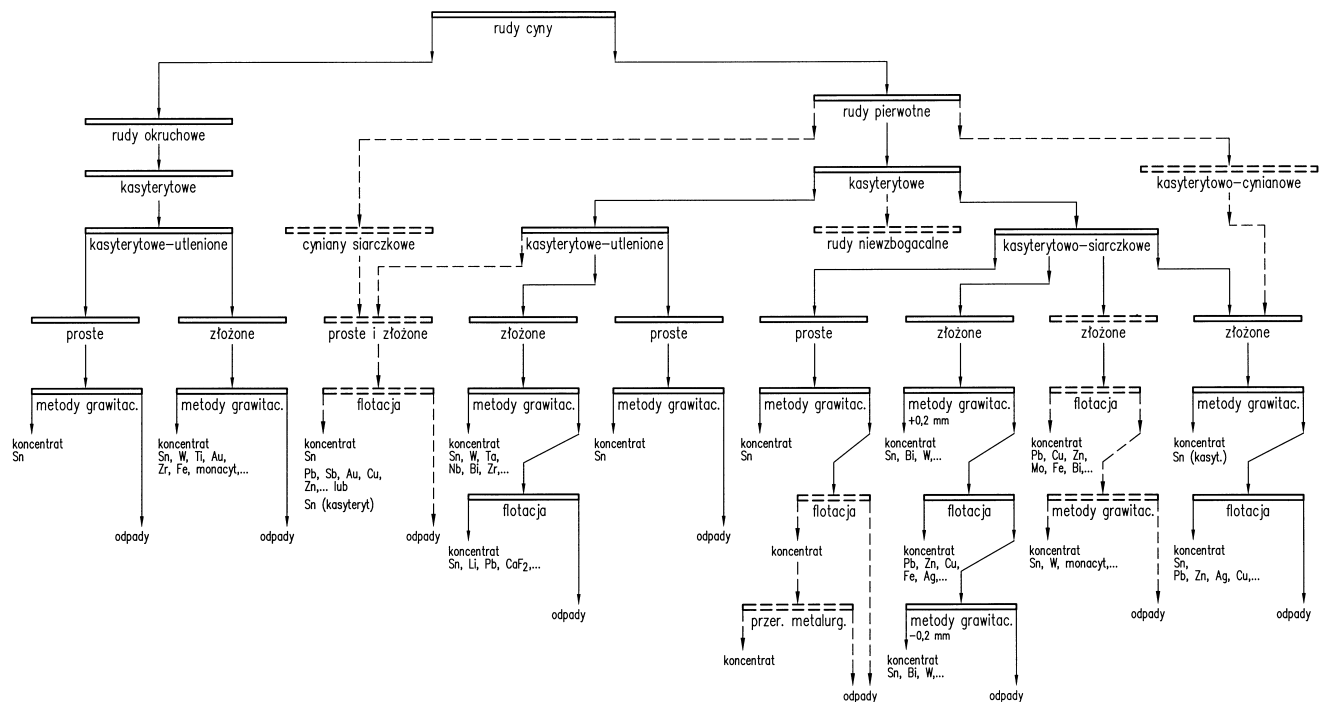 rudy cyny
rudy pierwotne
rudy okruchowe
kasyterytowe
kasyterytowe
kasyterytowo-cynianowe
kasyterytowe-utlenione
cyniany siarczkowe
kasyterytowe-utlenione
rudy niewzbogacalne
kasyterytowo-siarczkowe
proste
złożone
proste i złożone
złożone
proste
proste
złożone
złożone
złożone
metody grawitac.
metody grawitac.
flotacja
metody grawitac.
metody grawitac.
metody grawitac.
metody grawitac.
+0,2 mm
flotacja
metody grawitac.
koncentrat
Sn
koncentrat
Sn, W, Ti, Au,
Zr, Fe, monacyt,...
koncentrat
Sn
Pb, Sb, Au, Cu,
Zn,... lub
Sn (kasyteryt)
koncentrat
Sn, W, Ta,
Nb, Bi, Zr,...
koncentrat
Sn
koncentrat
Sn
koncentrat
Sn, Bi, W,...
koncentrat
Pb, Cu, Zn,
Mo, Fe, Bi,...
koncentrat
Sn (kasyt.)
flotacja
flotacja
flotacja
metody grawitac.
flotacja
odpady
odpady
odpady
odpady
koncentrat
Sn, Li, Pb, CaF2,...
koncentrat
koncentrat
Pb, Zn, Cu,
Fe, Ag,...
koncentrat
Sn, W, monacyt,...
koncentrat
Sn,
Pb, Zn, Ag, Cu,...
odpady
przer. metalurg.
metody grawitac.
-0,2 mm
odpady
odpady
koncentrat
koncentrat
Sn, Bi, W,...
odpady
odpady